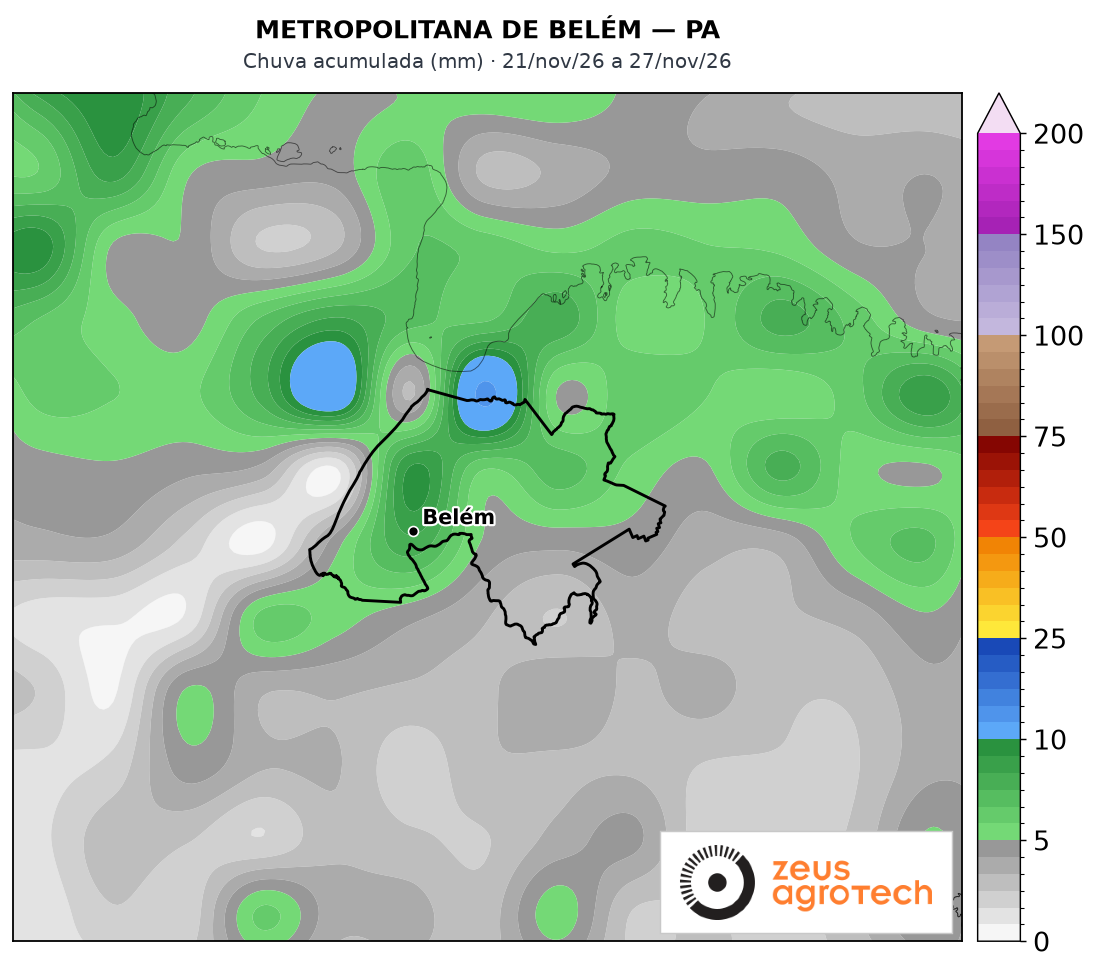 METROPOLITANA DE BELÉM — PA
Chuva acumulada (mm) · 21/nov/26 a 27/nov/26
Belém
200
150
100
75
50
25
10
5
0
zeus
agrotech